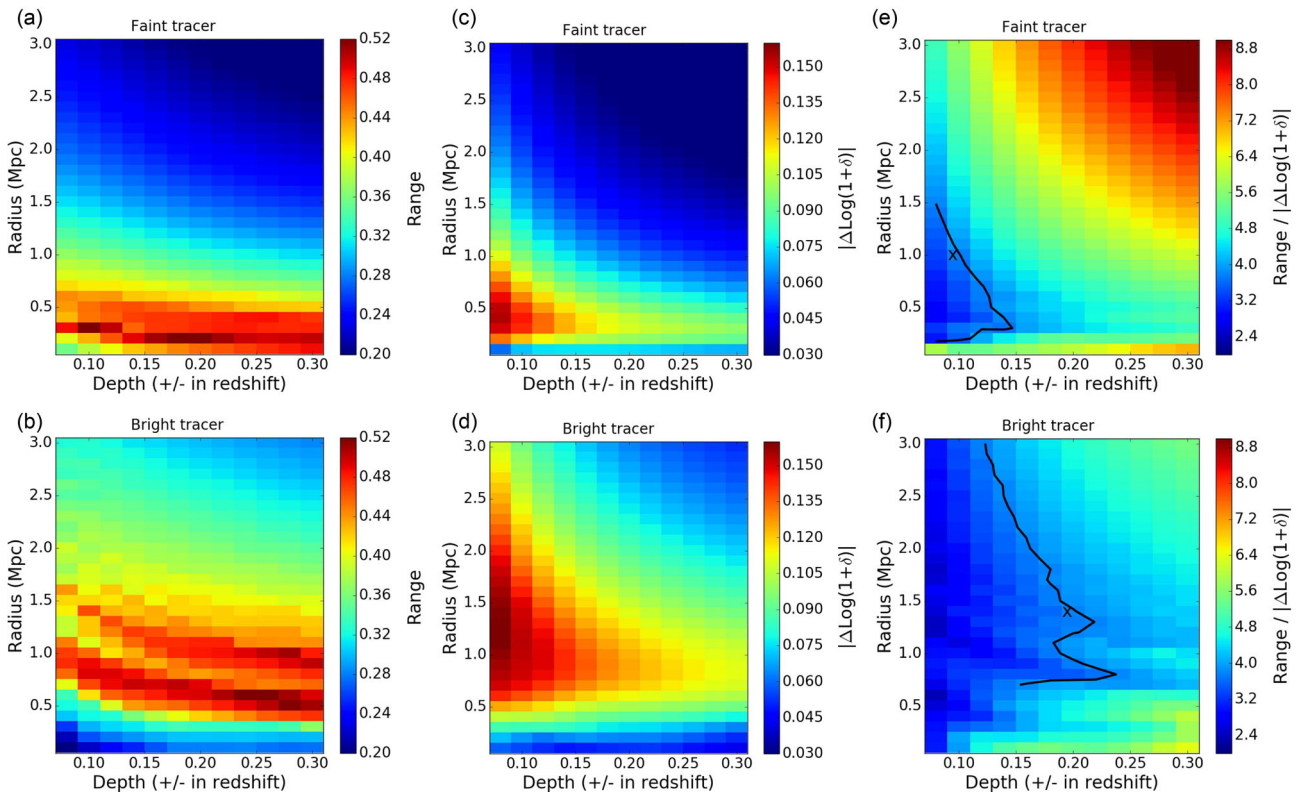 (a)
Faint tracer
3.0
2.5
2.0
1.5
1.0
0.5
Radius (Mpc)
0.10 0.15 0.20 0.25 0.30
Depth (+/- in redshift)
0.52
0.48
0.44
0.40
0.36
0.32
0.28
0.24
0.20
Range
(c)
Faint tracer
3.0
2.5
2.0
1.5
1.0
0.5
Radius (Mpc)
0.10 0.15 0.20 0.25 0.30
Depth (+/- in redshift)
0.150
0.135
0.120
0.105
0.090
0.075
0.060
0.045
0.030
|ΔLog(1+δ)|
(e)
Faint tracer
3.0
2.5
2.0
1.5
1.0
0.5
Radius (Mpc)
x
0.10 0.15 0.20 0.25 0.30
Depth (+/- in redshift)
8.8
8.0
7.2
6.4
5.6
4.8
4.0
3.2
2.4
Range / |ΔLog(1+δ)|
(b)
Bright tracer
3.0
2.5
2.0
1.5
1.0
0.5
Radius (Mpc)
0.10 0.15 0.20 0.25 0.30
Depth (+/- in redshift)
0.52
0.48
0.44
0.40
0.36
0.32
0.28
0.24
0.20
Range
(d)
Bright tracer
3.0
2.5
2.0
1.5
1.0
0.5
Radius (Mpc)
0.10 0.15 0.20 0.25 0.30
Depth (+/- in redshift)
0.150
0.135
0.120
0.105
0.090
0.075
0.060
0.045
0.030
|ΔLog(1+δ)|
(f)
Bright tracer
3.0
2.5
2.0
1.5
1.0
0.5
Radius (Mpc)
x
0.10 0.15 0.20 0.25 0.30
Depth (+/- in redshift)
8.8
8.0
7.2
6.4
5.6
4.8
4.0
3.2
2.4
Range / |ΔLog(1+δ)|